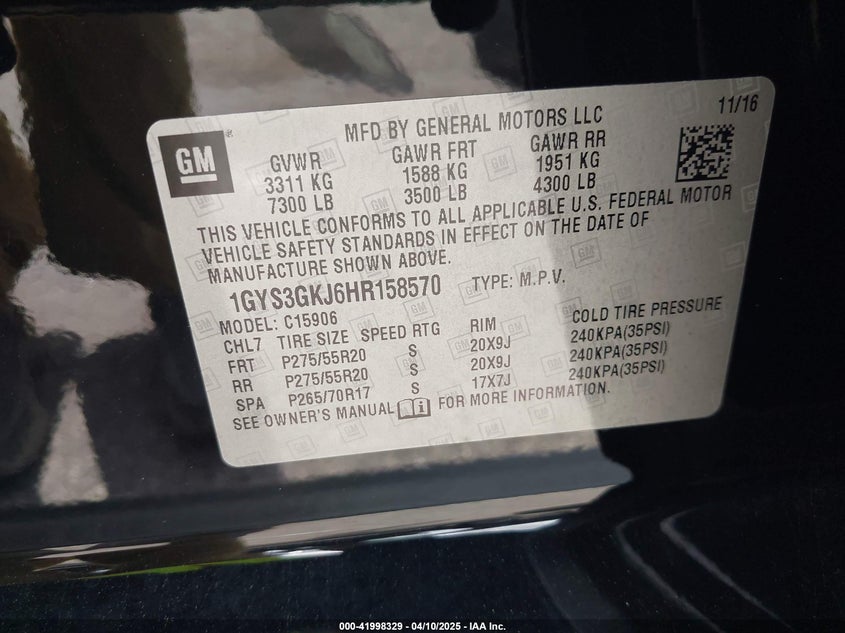 11/16
GM
MFD BY GENERAL MOTORS LLC
GVWR GAWR FRT GAWR RR
3311 KG 1588 KG 1951 KG
7300 LB 3500 LB 4300 LB
THIS VEHICLE CONFORMS TO ALL APPLICABLE U.S. FEDERAL MOTOR
VEHICLE SAFETY STANDARDS IN EFFECT ON THE DATE OF
MANUFACTURE SHOWN ABOVE.
1GYS3GKJ6HR158570 TYPE: M.P.V.
MODEL: C15906
CHL7 TIRE SIZE SPEED RTG RIM COLD TIRE PRESSURE
FRT P275/55R20 S 20X9J 240KPA(35PSI)
RR P275/55R20 S 20X9J 240KPA(35PSI)
SPA P265/70R17 S 17X7J 240KPA(35PSI)
SEE OWNER'S MANUAL FOR MORE INFORMATION.
000-41998329 - 04/10/2025 - IAA Inc.